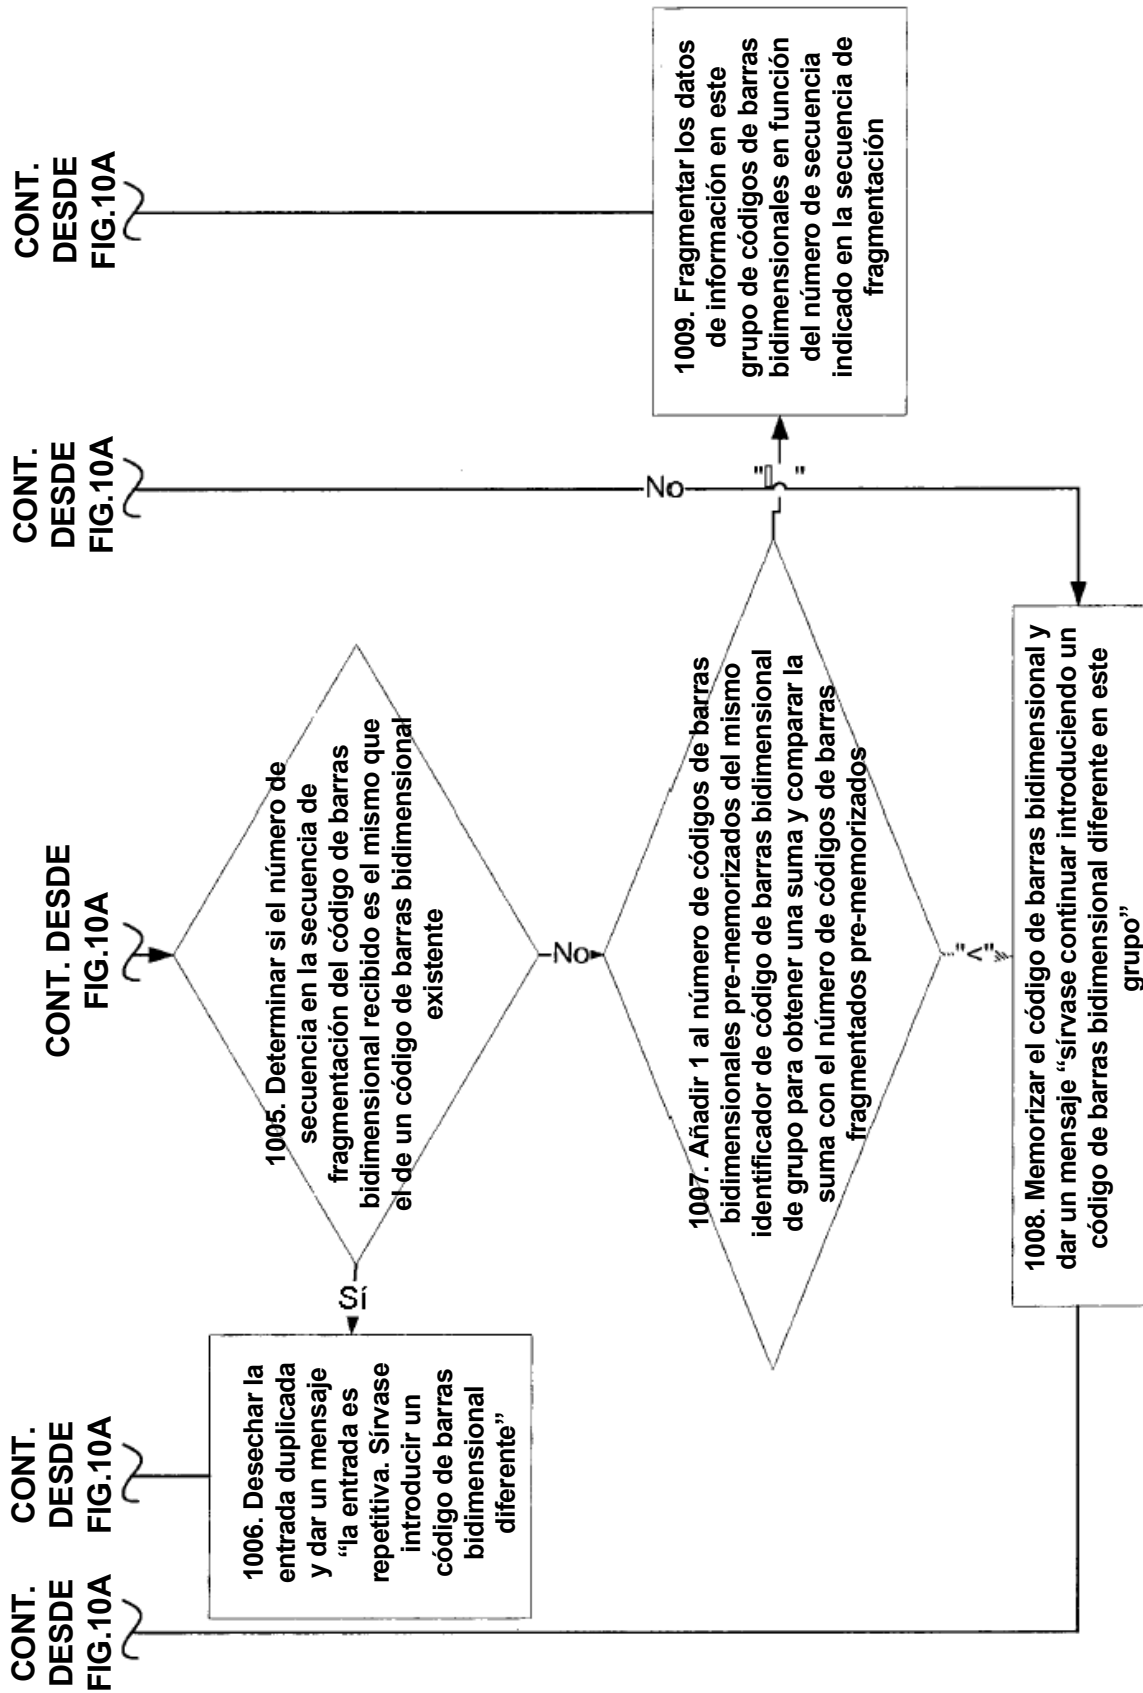 CONT.
DESDE
FIG.10A
CONT.
DESDE
FIG.10A
CONT. DESDE
FIG.10A
CONT.
DESDE
FIG.10A
CONT.
DESDE
FIG.10A
1005. Determinar si el número de
secuencia en la secuencia de
fragmentación del código de barras
bidimensional recibido es el mismo que
el de un código de barras bidimensional
existente
Sí
No
1006. Desechar la
entrada duplicada
y dar un mensaje
“la entrada es
repetitiva. Sírvase
introducir un
código de barras
bidimensional
diferente”
1007. Añadir 1 al número de códigos de barras
bidimensionales pre-memorizados del mismo
identificador de código de barras bidimensional
de grupo para obtener una suma y comparar la
suma con el número de códigos de barras
fragmentados pre-memorizados
"<"
No
1008. Memorizar el código de barras bidimensional y
dar un mensaje “sírvase continuar introduciendo un
código de barras bidimensional diferente en este
grupo”
1009. Fragmentar los datos
de información en este
grupo de códigos de barras
bidimensionales en función
del número de secuencia
indicado en la secuencia de
fragmentación